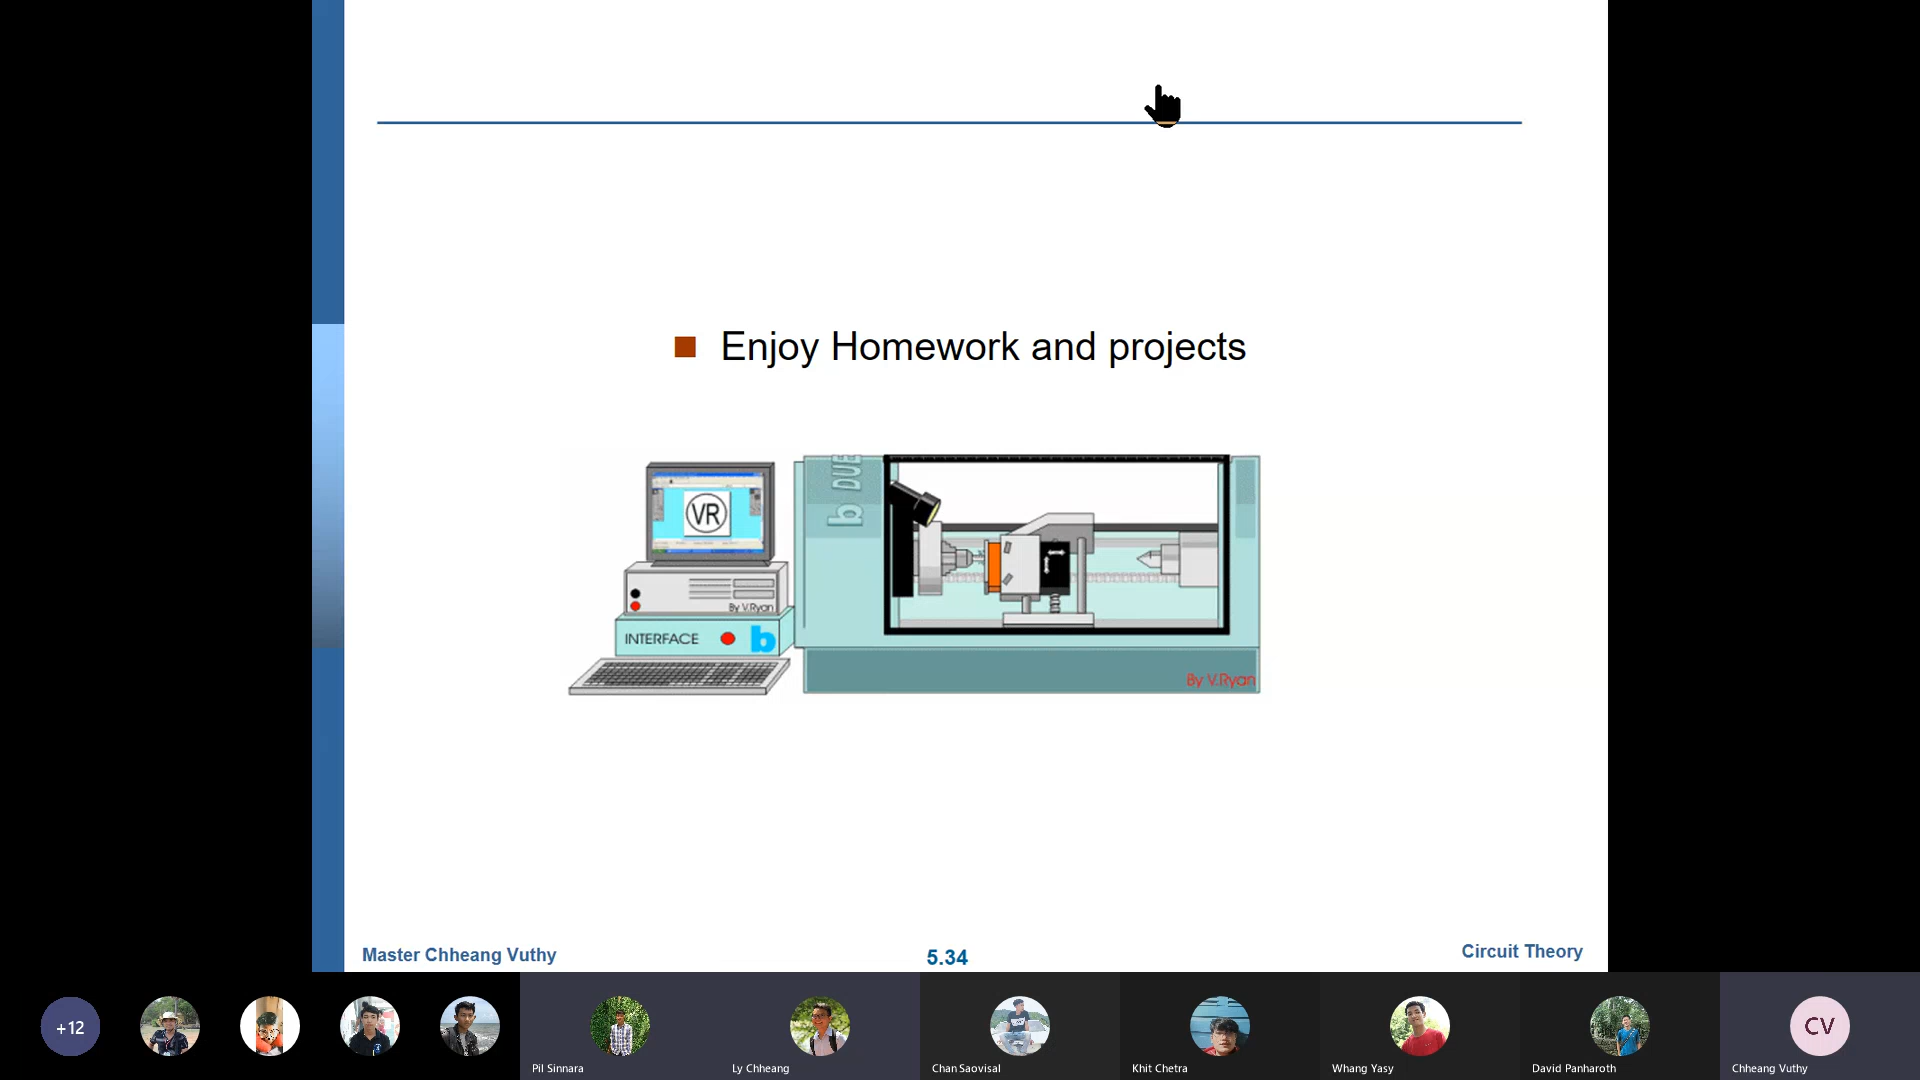 Enjoy Homework and projects
b DUE
VR
By V.Ryan
INTERFACE
b
By V.Ryan
Master Chheang Vuthy
5.34
Circuit Theory
+12
Pil Sinnara
Ly Chheang
Chan Saovisal
Khit Chetra
Whang Yasy
David Panharoth
CV
Chheang Vuthy